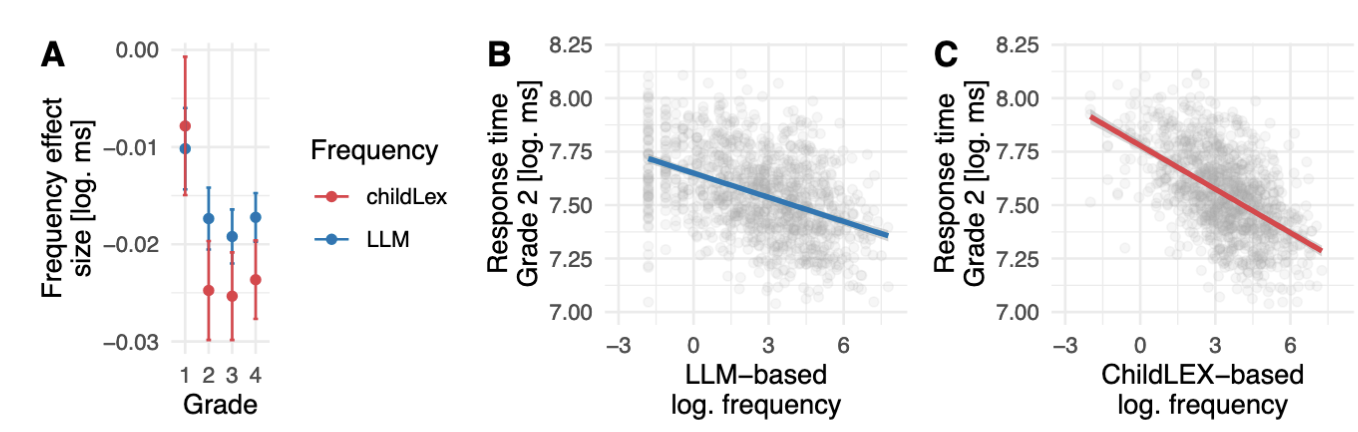 A
Frequency effect
size [log. ms]
0.00
−0.01
−0.02
−0.03
1 2 3 4
Grade
Frequency
childLex
LLM
B
Response time
Grade 2 [log. ms]
8.25
8.00
7.75
7.50
7.25
7.00
−3 0 3 6
LLM−based
log. frequency
C
Response time
Grade 2 [log. ms]
8.25
8.00
7.75
7.50
7.25
7.00
−3 0 3 6
ChildLEX−based
log. frequency